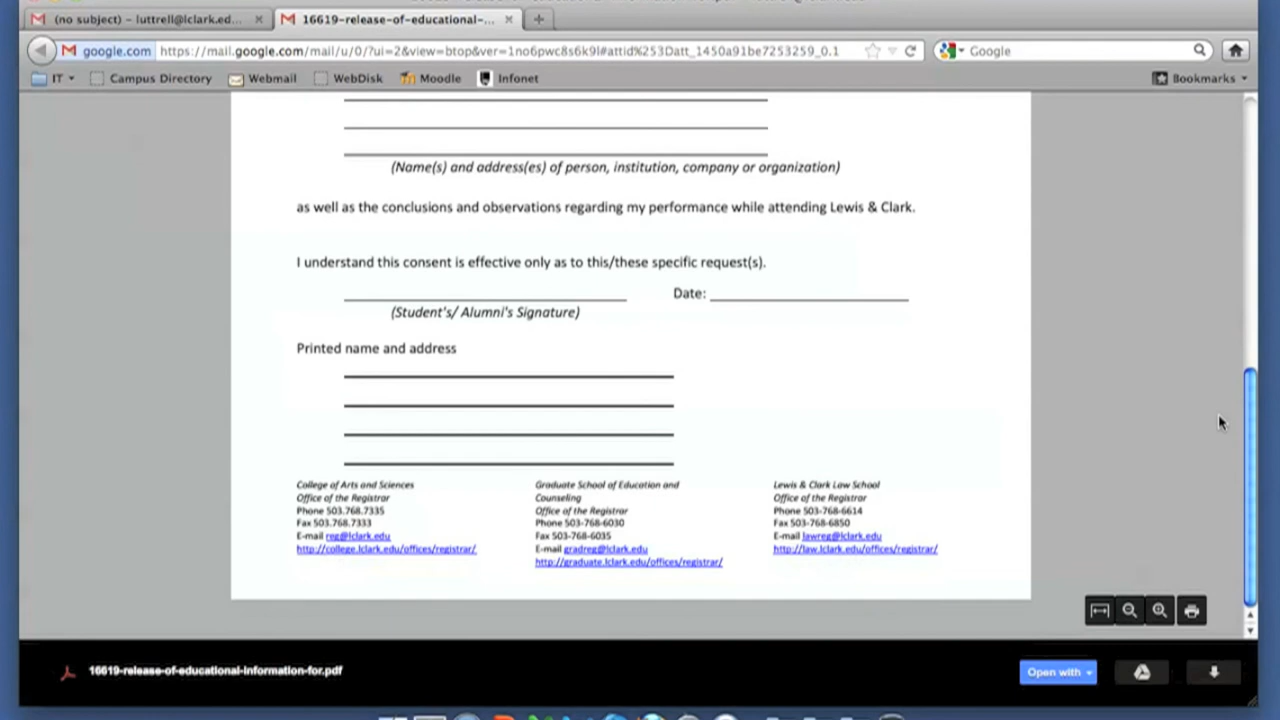 (no subject) - luttrell@lclark.ed...
16619-release-of-educational-...
google.com https://mail.google.com/mail/u/0/?ui=2&view=btop&ver=1no6pwc8s6k9l#attid%253Datt_1450a91be7253259_0.1
Google
IT Campus Directory Webmail WebDisk Moodle Infonet Bookmarks
(Name(s) and address(es) of person, institution, company or organization)
as well as the conclusions and observations regarding my performance while attending Lewis & Clark.
I understand this consent is effective only as to this/these specific request(s).
Date:
(Student's/ Alumni's Signature)
Printed name and address
College of Arts and Sciences
Office of the Registrar
Phone 503.768.7335
Fax 503.768.7333
E-mail reg@lclark.edu
http://college.lclark.edu/offices/registrar/
Graduate School of Education and
Counseling
Office of the Registrar
Phone 503-768-6030
Fax 503-768-6035
E-mail gradreg@lclark.edu
http://graduate.lclark.edu/offices/registrar/
Lewis & Clark Law School
Office of the Registrar
Phone 503-768-6614
Fax 503-768-6850
E-mail lawreg@lclark.edu
http://law.lclark.edu/offices/registrar/
16619-release-of-educational-information-for.pdf
Open with